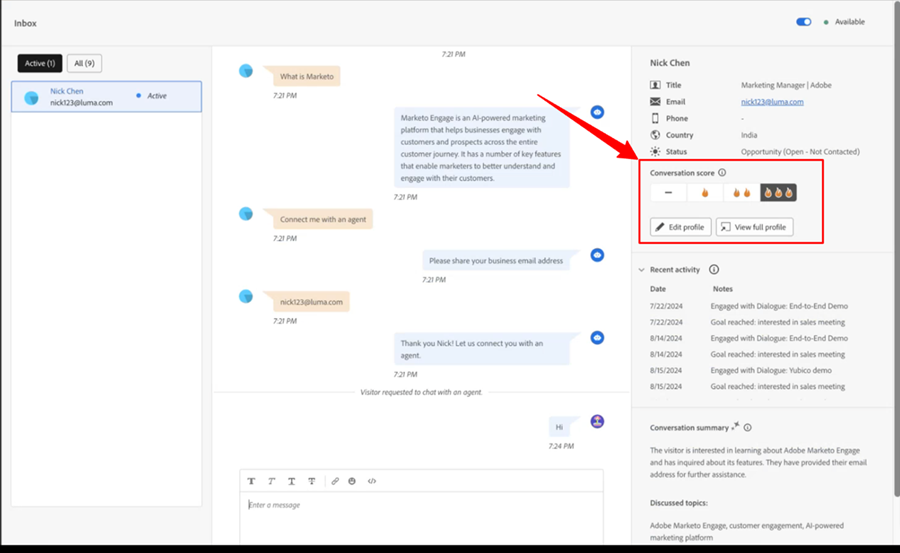 Inbox
Available
Active (1)
All (9)
Nick Chen
nick123@luma.com
Active
7:21 PM
What is Marketo
7:21 PM
Marketo Engage is an AI-powered marketing
platform that helps businesses engage with
customers and prospects across the entire
customer journey. It has a number of key features
that enable marketers to better understand and
engage with their customers.
7:21 PM
Connect me with an agent
7:21 PM
Please share your business email address
7:21 PM
nick123@luma.com
7:21 PM
Thank you Nick! Let us connect you with an
agent.
7:21 PM
Visitor requested to chat with an agent
Hi
7:24 PM
T T T T </>
Enter a message
Nick Chen
Title Marketing Manager | Adobe
Email nick123@luma.com
Phone -
Country India
Status Opportunity (Open - Not Contacted)
Conversation score
Edit profile
View full profile
Recent activity
Date Notes
7/22/2024 Engaged with Dialogue: End-to-End Demo
7/22/2024 Goal reached: interested in sales meeting
8/14/2024 Engaged with Dialogue: End-to-End Demo
8/14/2024 Goal reached: interested in sales meeting
8/15/2024 Engaged with Dialogue: Yubico demo
8/15/2024 Goal reached: interested in sales meeting
Conversation summary
The visitor is interested in learning about Adobe Marketo Engage
and has inquired about its features. They have provided their email
address for further assistance.
Discussed topics:
Adobe Marketo Engage, customer engagement, AI-powered
marketing platform